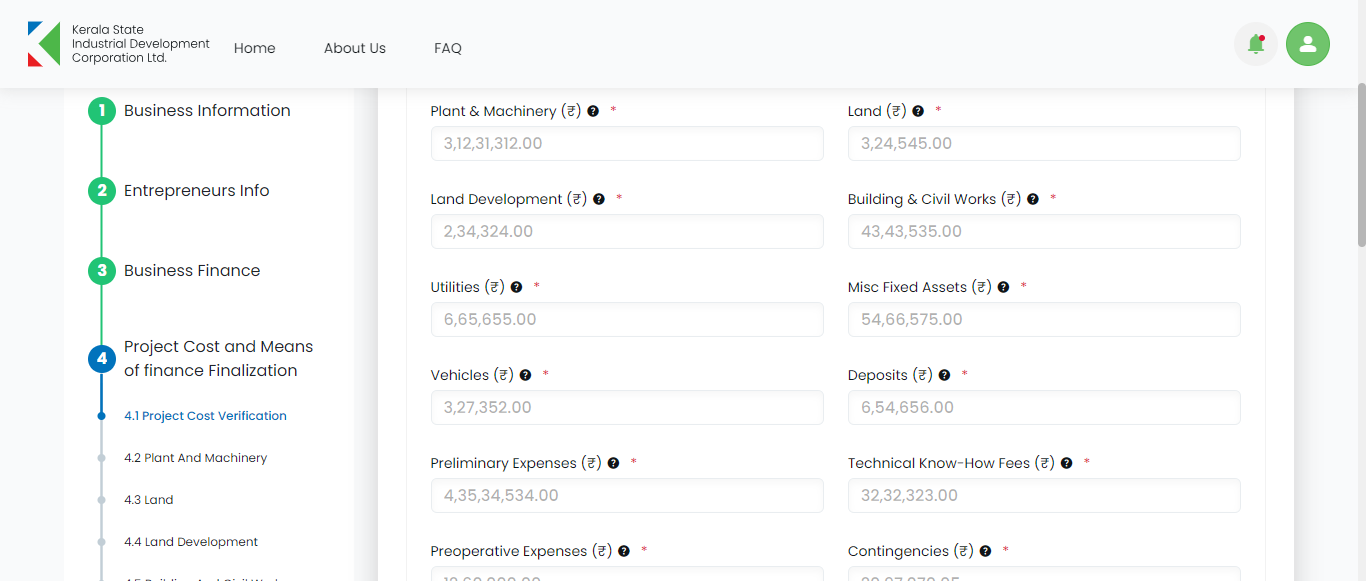 Kerala State
Industrial Development
Corporation Ltd.
Home
About Us
FAQ
1 Business Information
2 Entrepreneurs Info
3 Business Finance
4 Project Cost and Means
of finance Finalization
4.1 Project Cost Verification
4.2 Plant And Machinery
4.3 Land
4.4 Land Development
Plant & Machinery (₹) ? *
3,12,31,312.00
Land (₹) ? *
3,24,545.00
Land Development (₹) ? *
2,34,324.00
Building & Civil Works (₹) ? *
43,43,535.00
Utilities (₹) ? *
6,65,655.00
Misc Fixed Assets (₹) ? *
54,66,575.00
Vehicles (₹) ? *
3,27,352.00
Deposits (₹) ? *
6,54,656.00
Preliminary Expenses (₹) ? *
4,35,34,534.00
Technical Know-How Fees (₹) ? *
32,32,323.00
Preoperative Expenses (₹) ? *
Contingencies (₹) ? *